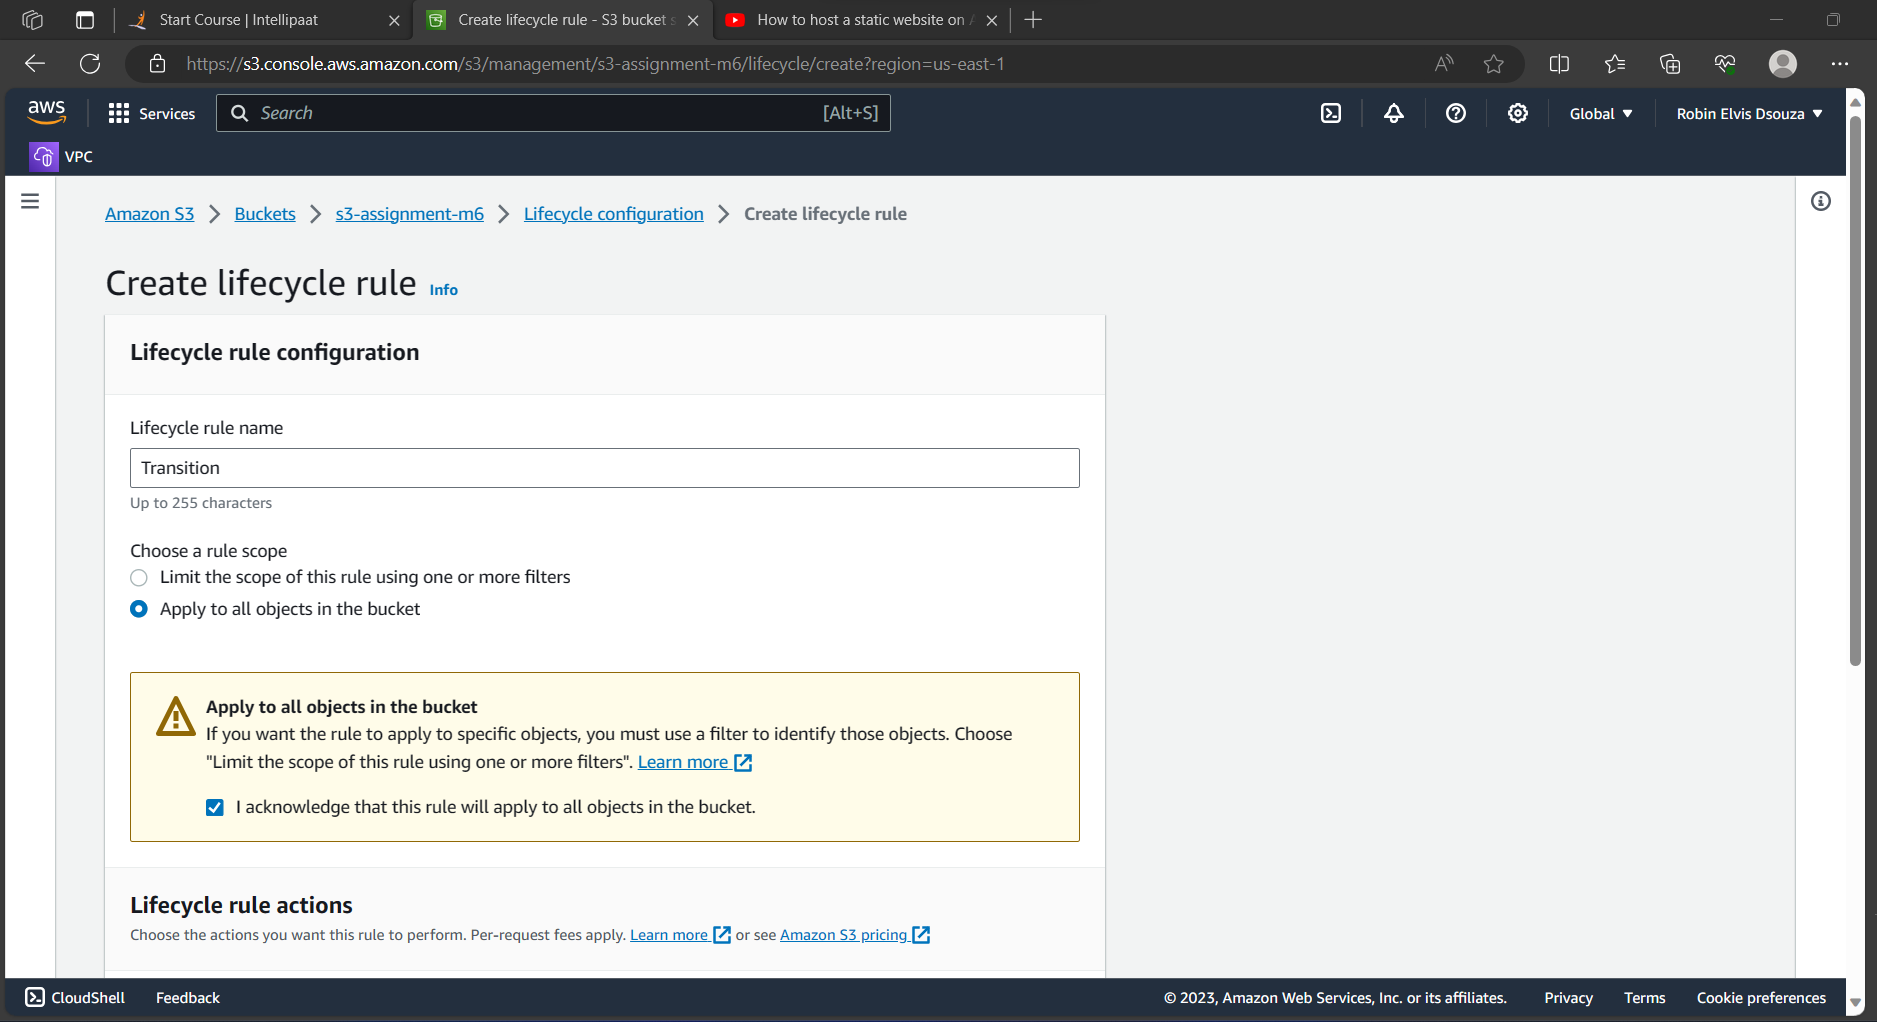 Start Course | Intellipaat
Create lifecycle rule - S3 bucket s
How to host a static website on A
https://s3.console.aws.amazon.com/s3/management/s3-assignment-m6/lifecycle/create?region=us-east-1
aws
Services
Search
[Alt+S]
Global
Robin Elvis Dsouza
VPC
Amazon S3 > Buckets > s3-assignment-m6 > Lifecycle configuration > Create lifecycle rule
Create lifecycle rule Info
Lifecycle rule configuration
Lifecycle rule name
Transition
Up to 255 characters
Choose a rule scope
Limit the scope of this rule using one or more filters
Apply to all objects in the bucket
Apply to all objects in the bucket
If you want the rule to apply to specific objects, you must use a filter to identify those objects. Choose
"Limit the scope of this rule using one or more filters". Learn more
I acknowledge that this rule will apply to all objects in the bucket.
Lifecycle rule actions
Choose the actions you want this rule to perform. Per-request fees apply. Learn more or see Amazon S3 pricing
CloudShell
Feedback
© 2023, Amazon Web Services, Inc. or its affiliates.
Privacy
Terms
Cookie preferences